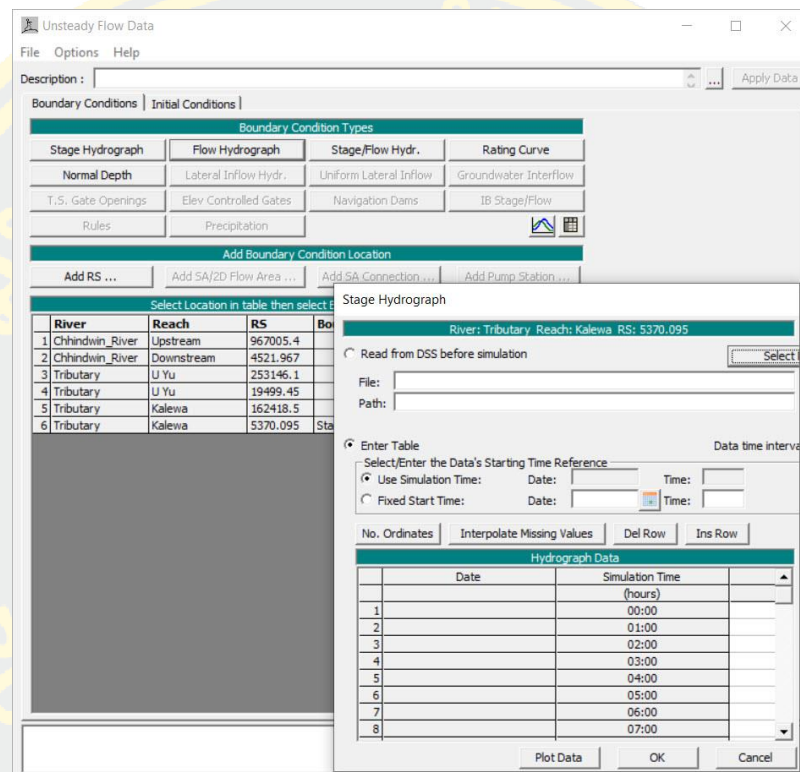 Unsteady Flow Data
File Options Help
Description : ... Apply Data
Boundary Conditions Initial Conditions
Boundary Condition Types
Stage Hydrograph Flow Hydrograph Stage/Flow Hydr. Rating Curve
Normal Depth Lateral Inflow Hydr. Uniform Lateral Inflow Groundwater Interflow
T.S. Gate Openings Elev Controlled Gates Navigation Dams IB Stage/Flow
Rules Precipitation
Add Boundary Condition Location
Add RS ... Add SA/2D Flow Area ... Add SA Connection ... Add Pump Station ...
Select Location in table then select B
River Reach RS Bo
1 Chhindwin_River Upstream 967005.4
2 Chhindwin_River Downstream 4521.967
3 Tributary U Yu 253146.1
4 Tributary U Yu 19499.45
5 Tributary Kalewa 162418.5
6 Tributary Kalewa 5370.095 Sta
Stage Hydrograph
River: Tributary Reach: Kalewa RS: 5370.095
Read from DSS before simulation Select
File:
Path:
Enter Table Data time interva
Select/Enter the Data's Starting Time Reference
Use Simulation Time: Date: Time:
Fixed Start Time: Date: Time:
No. Ordinates Interpolate Missing Values Del Row Ins Row
Hydrograph Data
Date Simulation Time
(hours)
1 00:00
2 01:00
3 02:00
4 03:00
5 04:00
6 05:00
7 06:00
8 07:00
Plot Data OK Cancel